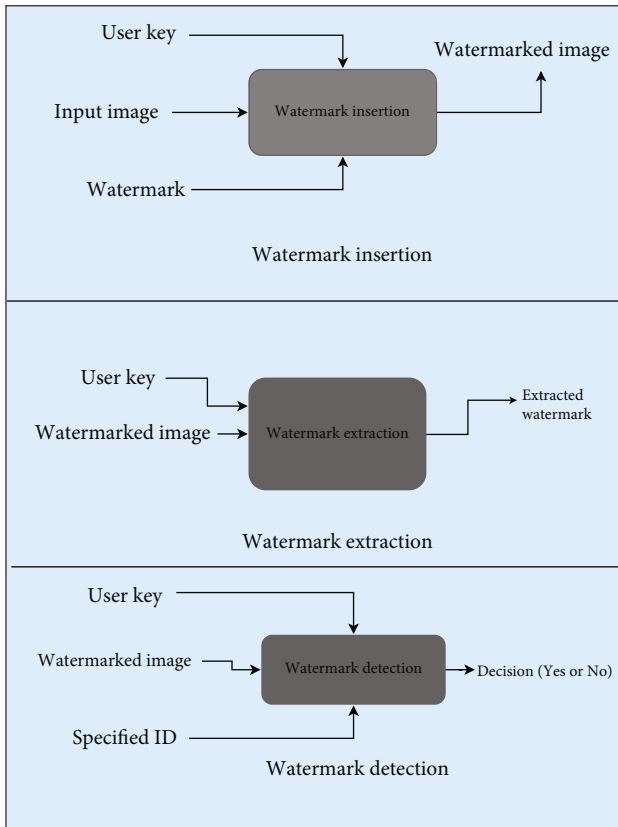 User key
Watermarked image
Input image
Watermark insertion
Watermark
Watermark insertion
User key
Extracted
watermark
Watermarked image
Watermark extraction
Watermark extraction
User key
Watermarked image
Watermark detection
Decision (Yes or No)
Specified ID
Watermark detection